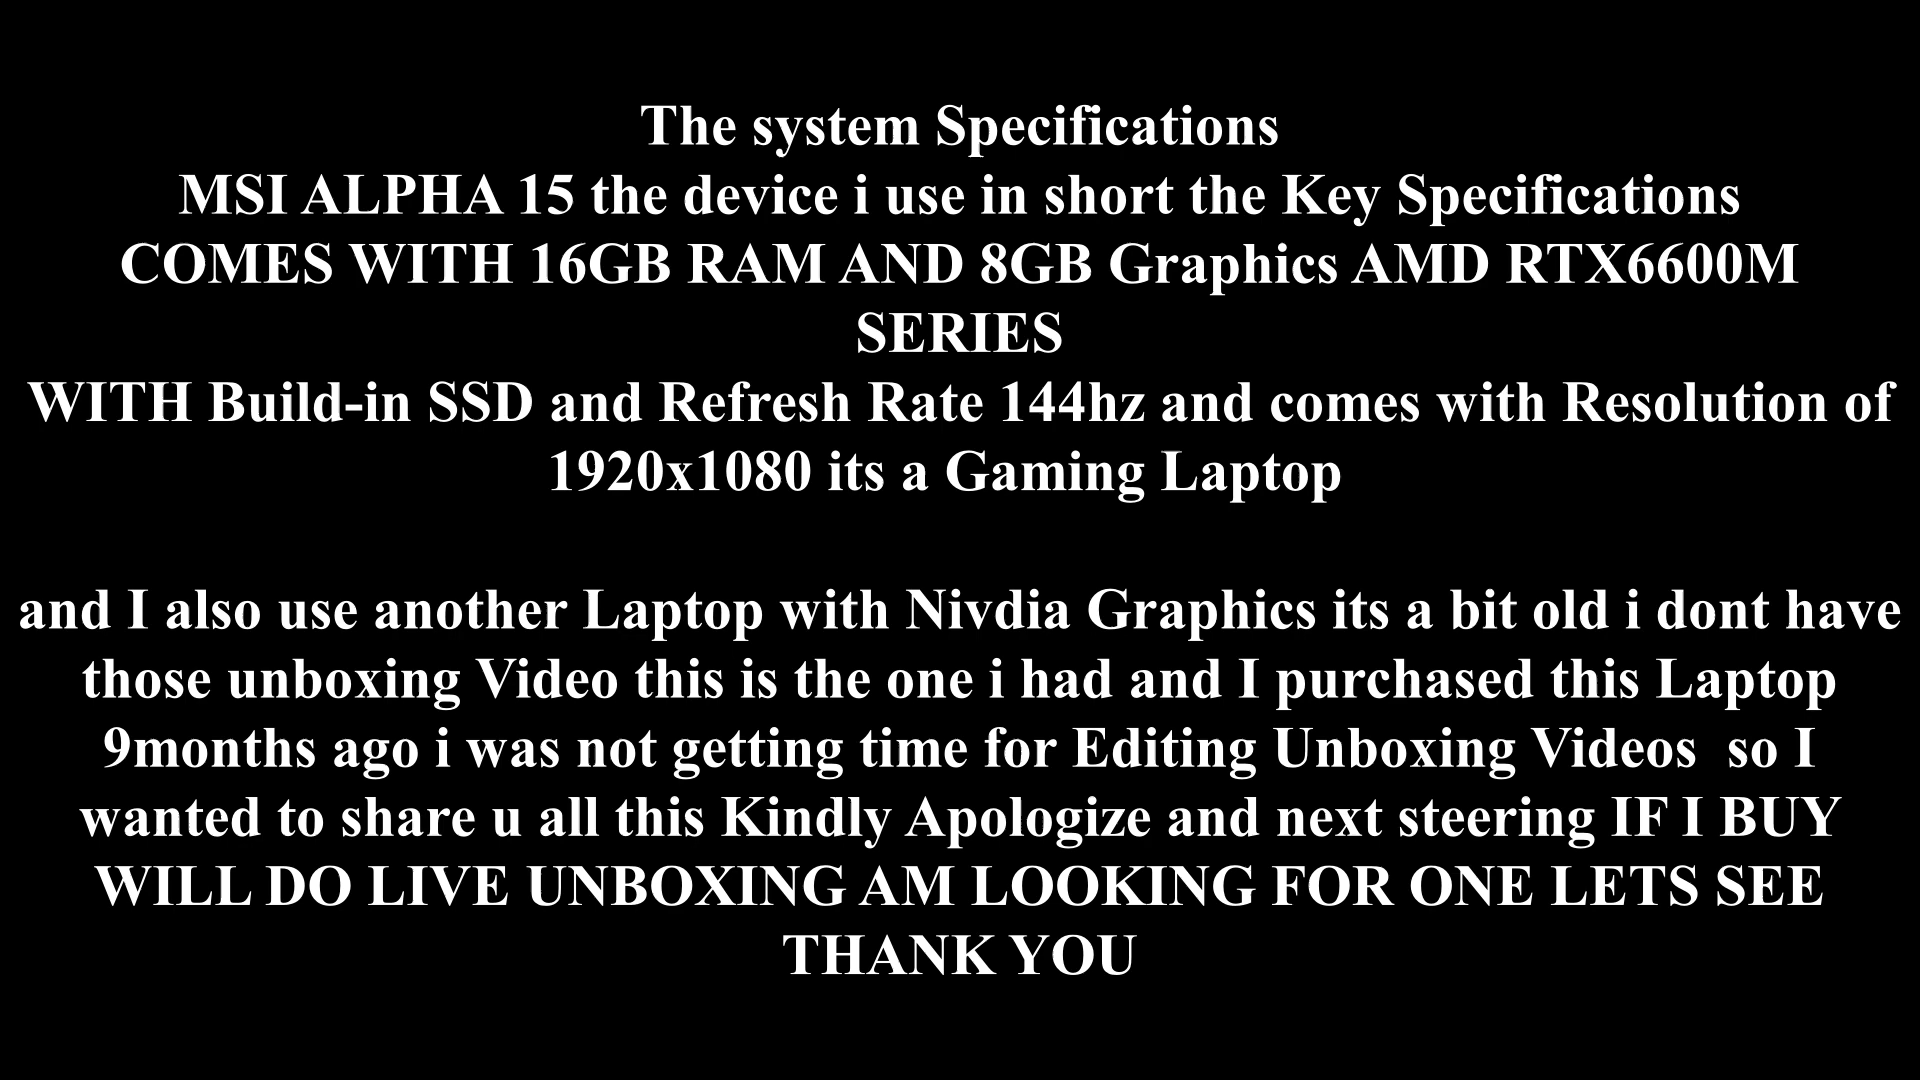 The system Specifications
MSI ALPHA 15 the device i use in short the Key Specifications
COMES WITH 16GB RAM AND 8GB Graphics AMD RTX6600M
SERIES
WITH Build-in SSD and Refresh Rate 144hz and comes with Resolution of
1920x1080 its a Gaming Laptop
and I also use another Laptop with Nivdia Graphics its a bit old i dont have
those unboxing Video this is the one i had and I purchased this Laptop
9months ago i was not getting time for Editing Unboxing Videos  so I
wanted to share u all this Kindly Apologize and next steering IF I BUY
WILL DO LIVE UNBOXING AM LOOKING FOR ONE LETS SEE
THANK YOU